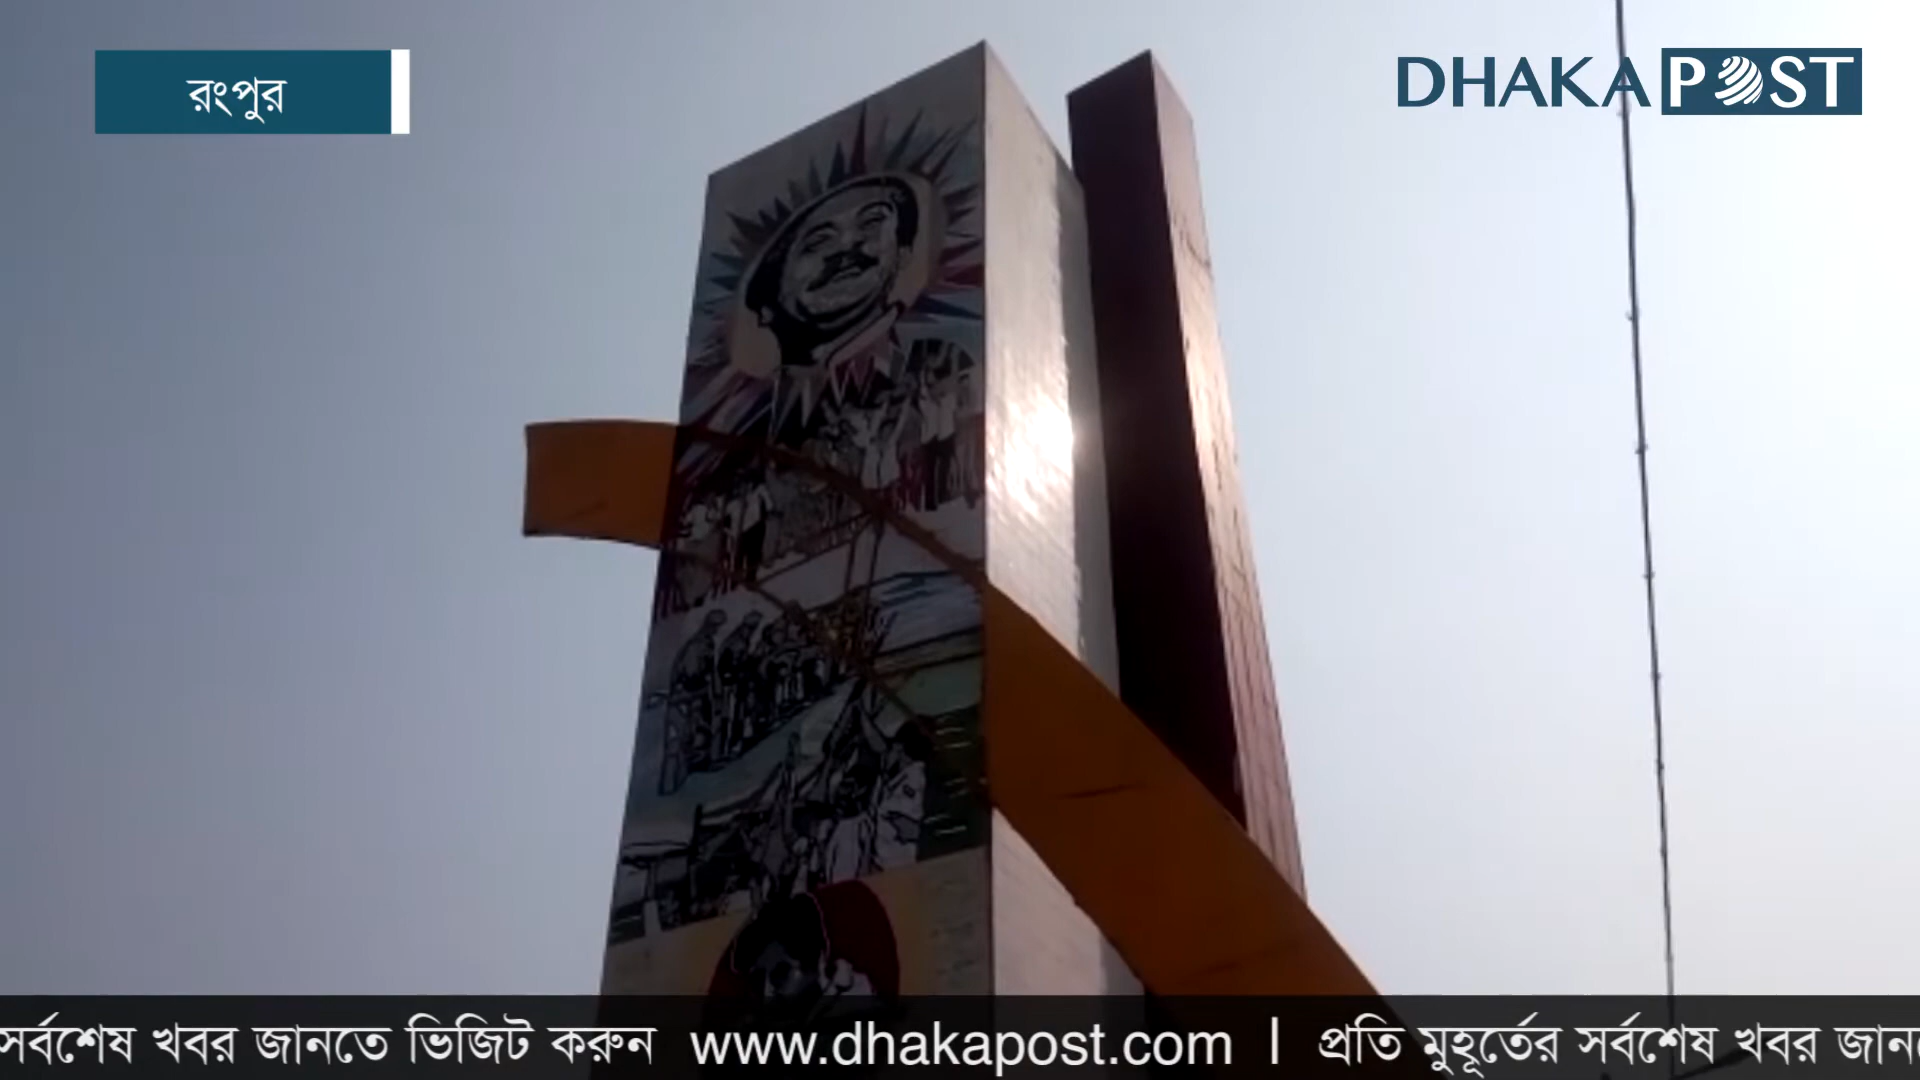 রংপুর
DHAKA POST
সর্বশেষ খবর জানতে ভিজিট করুন www.dhakapost.com | প্রতি মুহূর্তের সর্বশেষ খবর